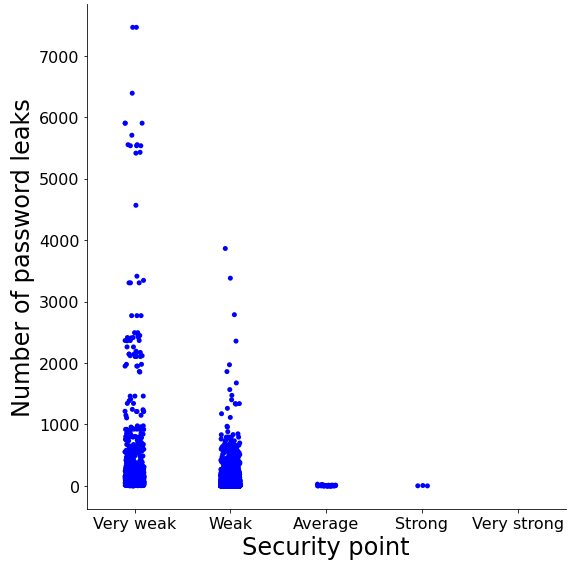 Number of password leaks
7000
6000
5000
4000
3000
2000
1000
0
Very weak Weak Average Strong Very strong
Security point